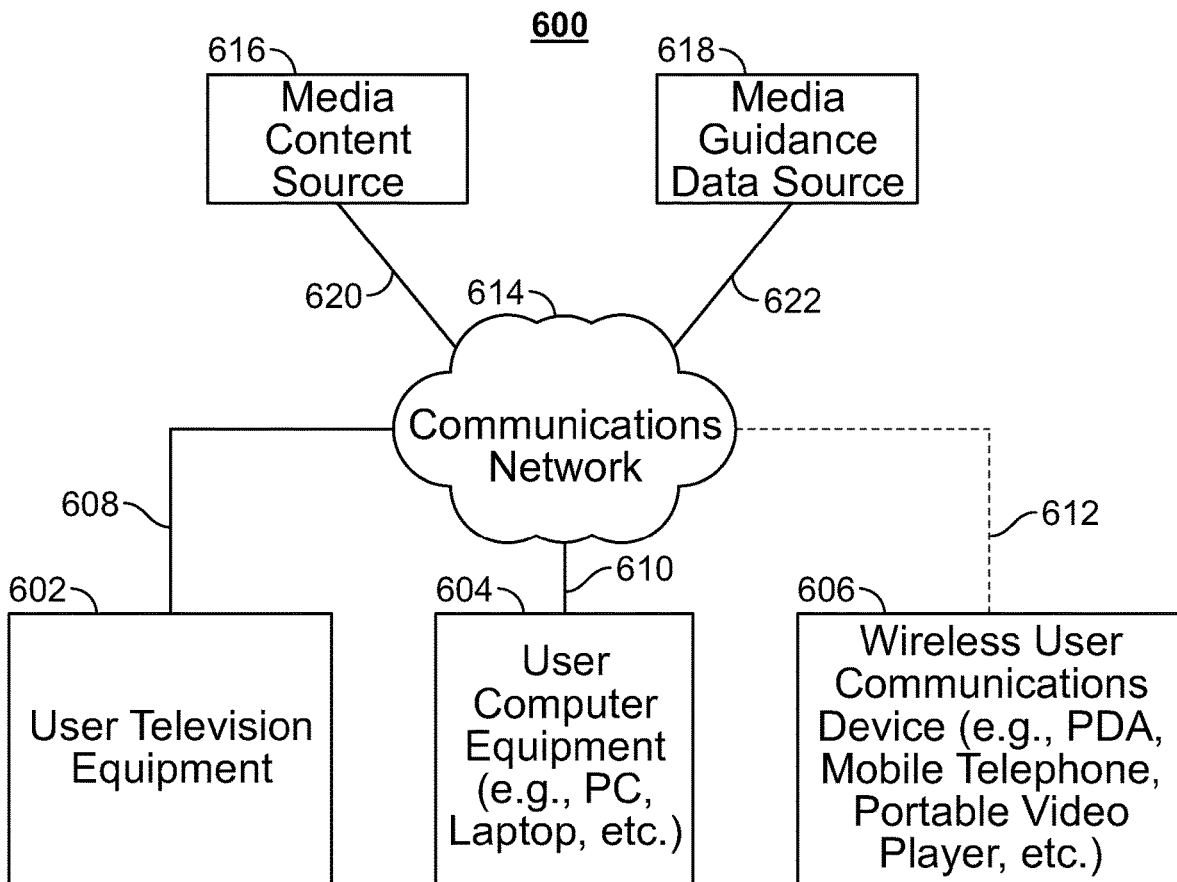 600
616
Media
Content
Source
618
Media
Guidance
Data Source
620
614
622
Communications
Network
608
610
612
602
User Television
Equipment
604
User
Computer
Equipment
(e.g., PC,
Laptop, etc.)
606
Wireless User
Communications
Device (e.g., PDA,
Mobile Telephone,
Portable Video
Player, etc.)